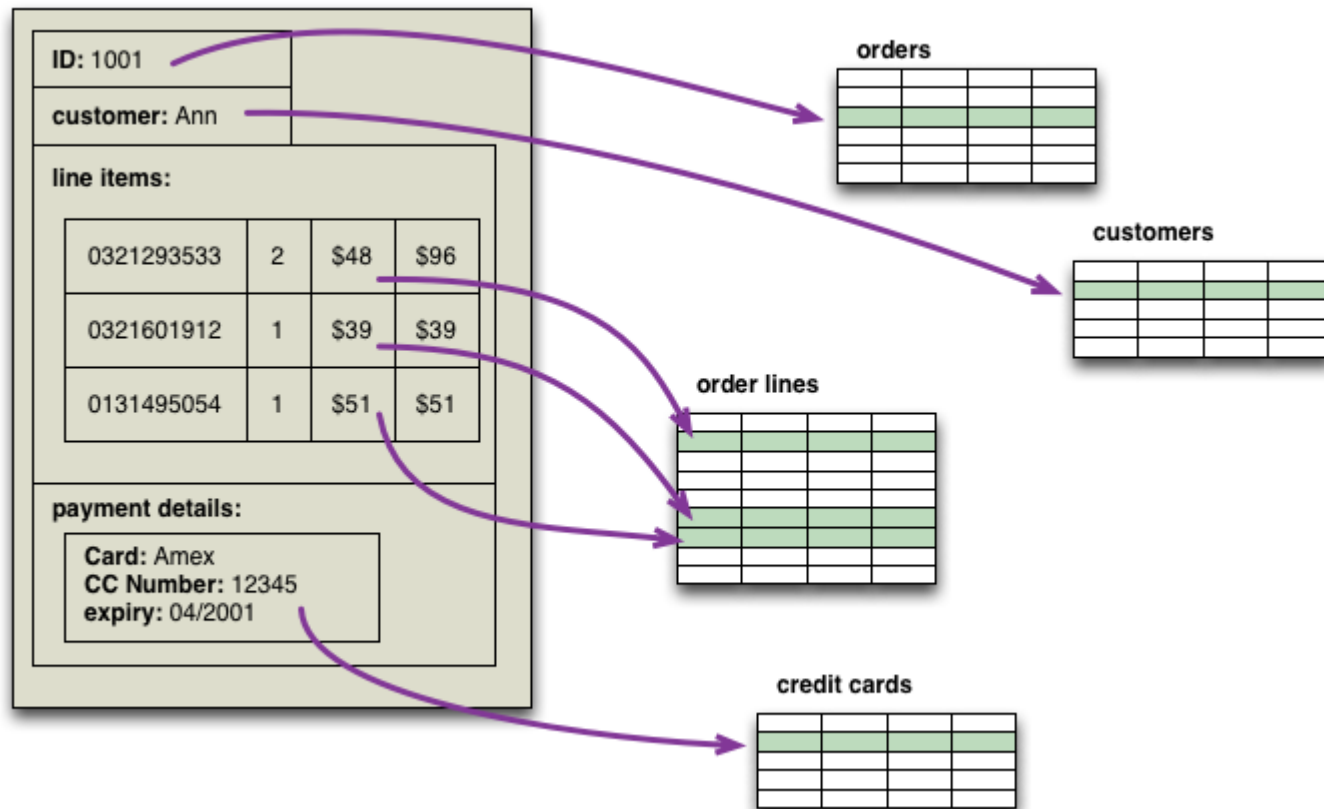 ID: 1001
customer: Ann
line items:
0321293533 2 $48 $96
0321601912 1 $39 $39
0131495054 1 $51 $51
payment details:
Card: Amex
CC Number: 12345
expiry: 04/2001
orders
customers
order lines
credit cards